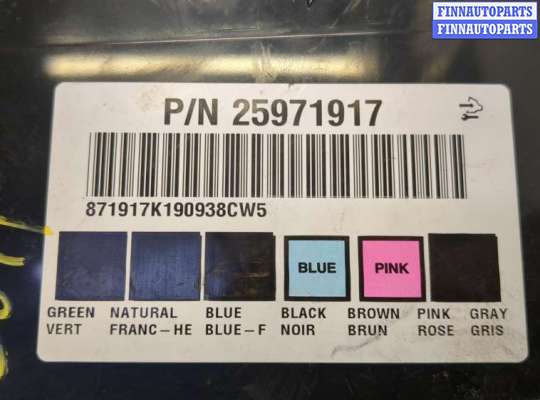 FINNAUTOPARTS
FINNAUTOPARTS
P/N 25971917
871917K190938CW5
BLUE PINK
GREEN NATURAL BLUE BLACK BROWN PINK GRAY
VERT FRANC-HE BLUE-F NOIR BRUN ROSE GRIS